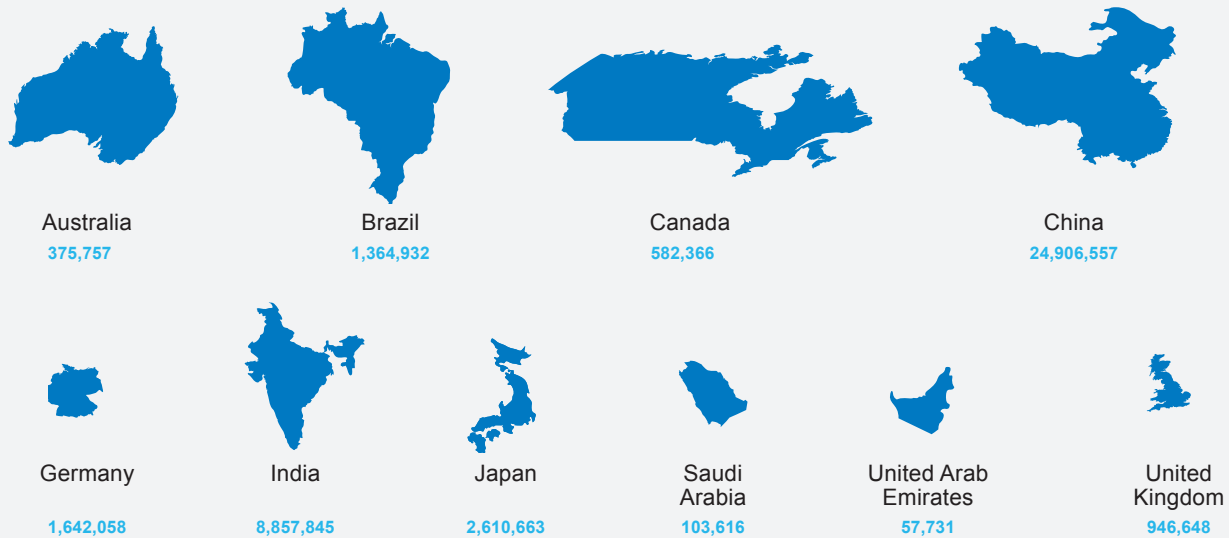 Australia
375,757
Brazil
1,364,932
Canada
582,366
China
24,906,557
Germany
1,642,058
India
8,857,845
Japan
2,610,663
Saudi
Arabia
103,616
United Arab
Emirates
57,731
United
Kingdom
946,648